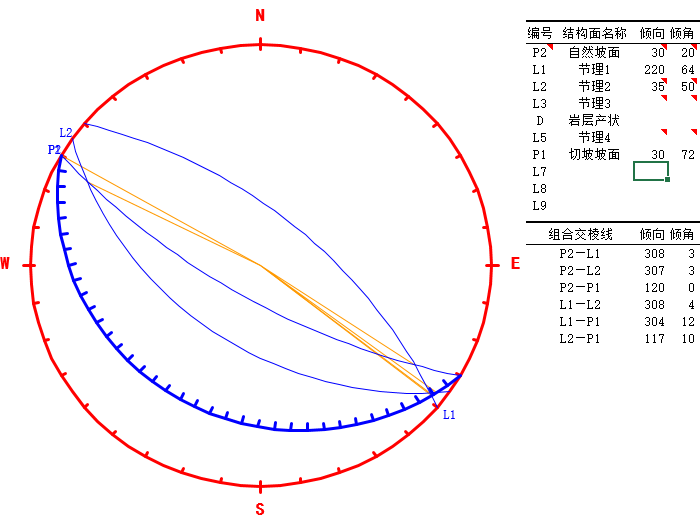 N
W
E
S
L2
L1
编号 结构面名称 倾向 倾角
P2 自然坡面 30 20
L1 节理1 220 64
L2 节理2 35 50
L3 节理3
D 岩层产状
L5 节理4
P1 切坡坡面 30 72
L7
L8
L9
组合交棱线 倾向 倾角
P2－L1 308 3
P2－L2 307 3
P2－P1 120 0
L1－L2 308 4
L1－P1 304 12
L2－P1 117 10